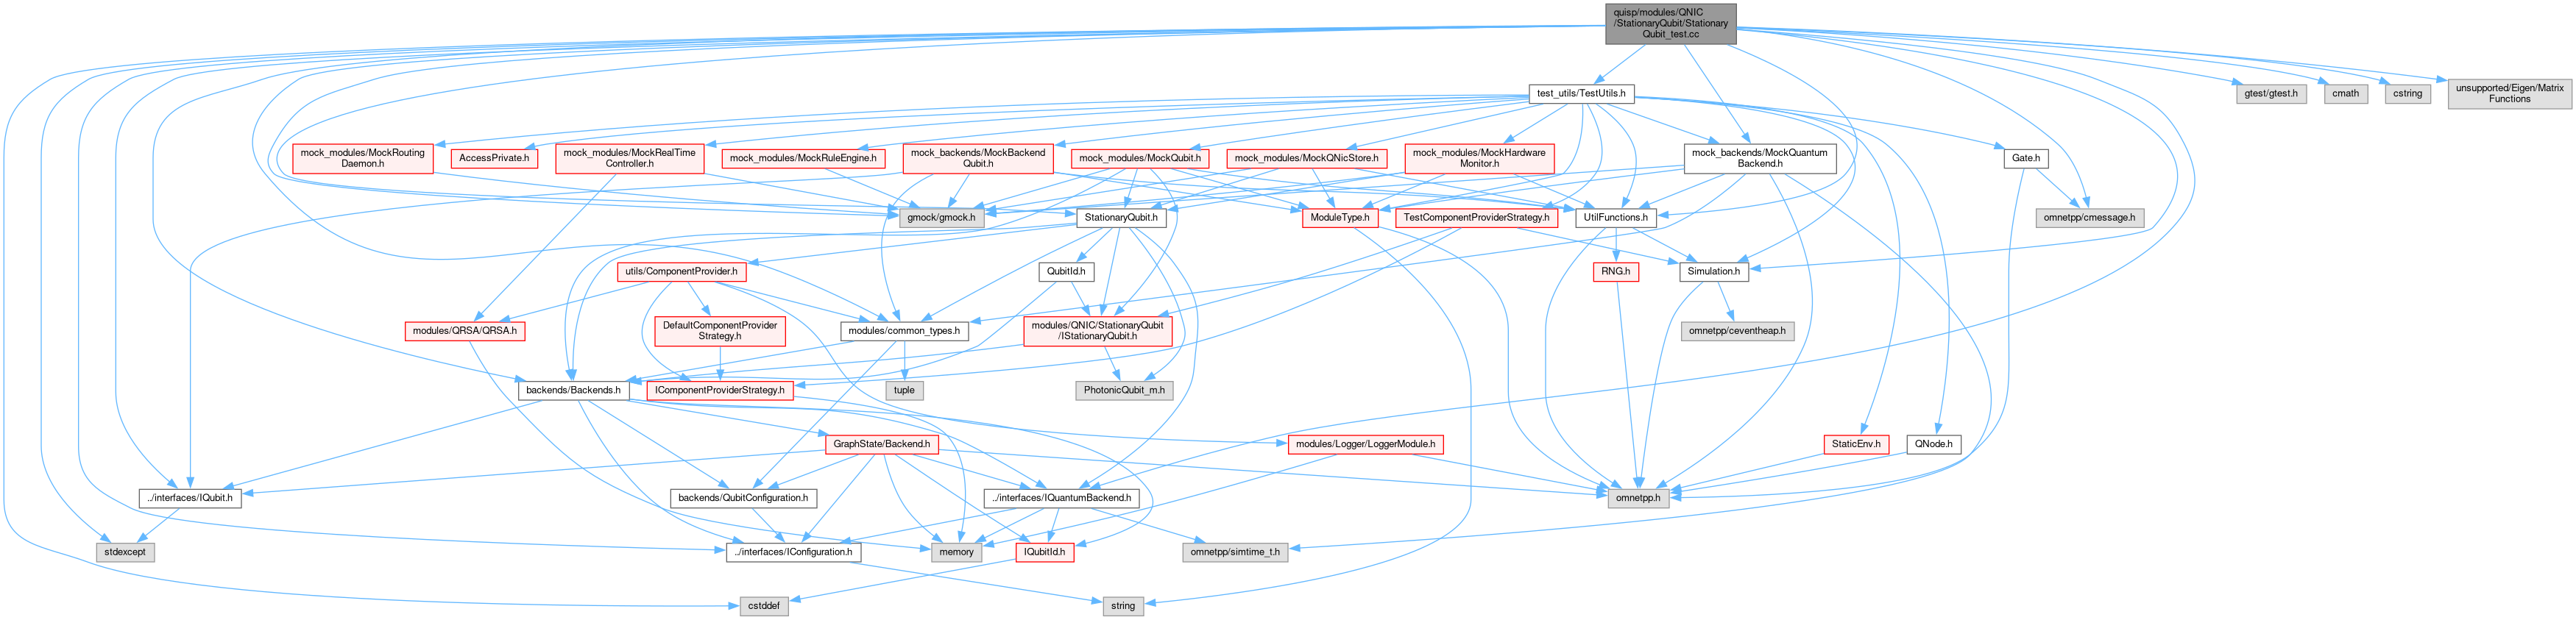 quisp/modules/QNIC
/StationaryQubit/Stationary
Qubit_test.cc
test_utils/TestUtils.h
gtest/gtest.h
cmath
cstring
unsupported/Eigen/Matrix
Functions
mock_modules/MockRouting
Daemon.h
AccessPrivate.h
mock_modules/MockRealTime
Controller.h
mock_modules/MockRuleEngine.h
mock_backends/MockBackend
Qubit.h
mock_modules/MockQubit.h
mock_modules/MockQNicStore.h
mock_modules/MockHardware
Monitor.h
mock_backends/MockQuantum
Backend.h
Gate.h
gmock/gmock.h
StationaryQubit.h
ModuleType.h
TestComponentProviderStrategy.h
UtilFunctions.h
omnetpp/cmessage.h
utils/ComponentProvider.h
QubitId.h
RNG.h
Simulation.h
modules/QRSA/QRSA.h
DefaultComponentProvider
Strategy.h
modules/common_types.h
modules/QNIC/StationaryQubit
/IStationaryQubit.h
omnetpp/ceventheap.h
backends/Backends.h
IComponentProviderStrategy.h
tuple
PhotonicQubit_m.h
GraphState/Backend.h
modules/Logger/LoggerModule.h
StaticEnv.h
QNode.h
../interfaces/IQubit.h
backends/QubitConfiguration.h
../interfaces/IQuantumBackend.h
omnetpp.h
stdexcept
../interfaces/IConfiguration.h
memory
IQubitId.h
omnetpp/simtime_t.h
cstddef
string